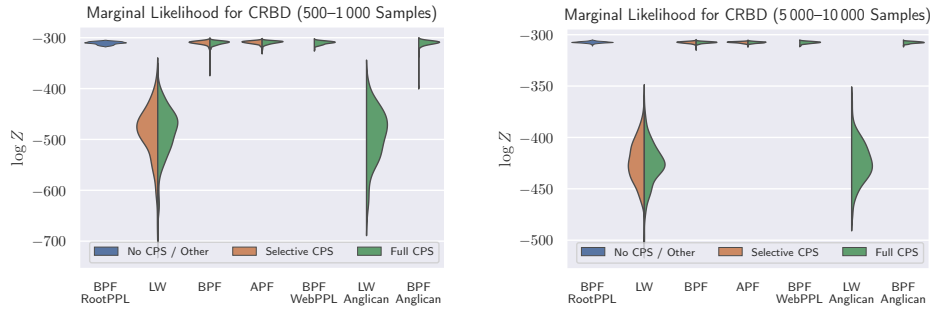 Marginal Likelihood for CRBD (500–1 000 Samples)
−300
−400
−500
−600
−700
log Z
No CPS / Other
Selective CPS
Full CPS
BPF RootPPL
LW
BPF
APF
BPF WebPPL
LW Anglican
BPF Anglican
Marginal Likelihood for CRBD (5 000–10 000 Samples)
−300
−350
−400
−450
−500
log Z
No CPS / Other
Selective CPS
Full CPS
BPF RootPPL
LW
BPF
APF
BPF WebPPL
LW Anglican
BPF Anglican